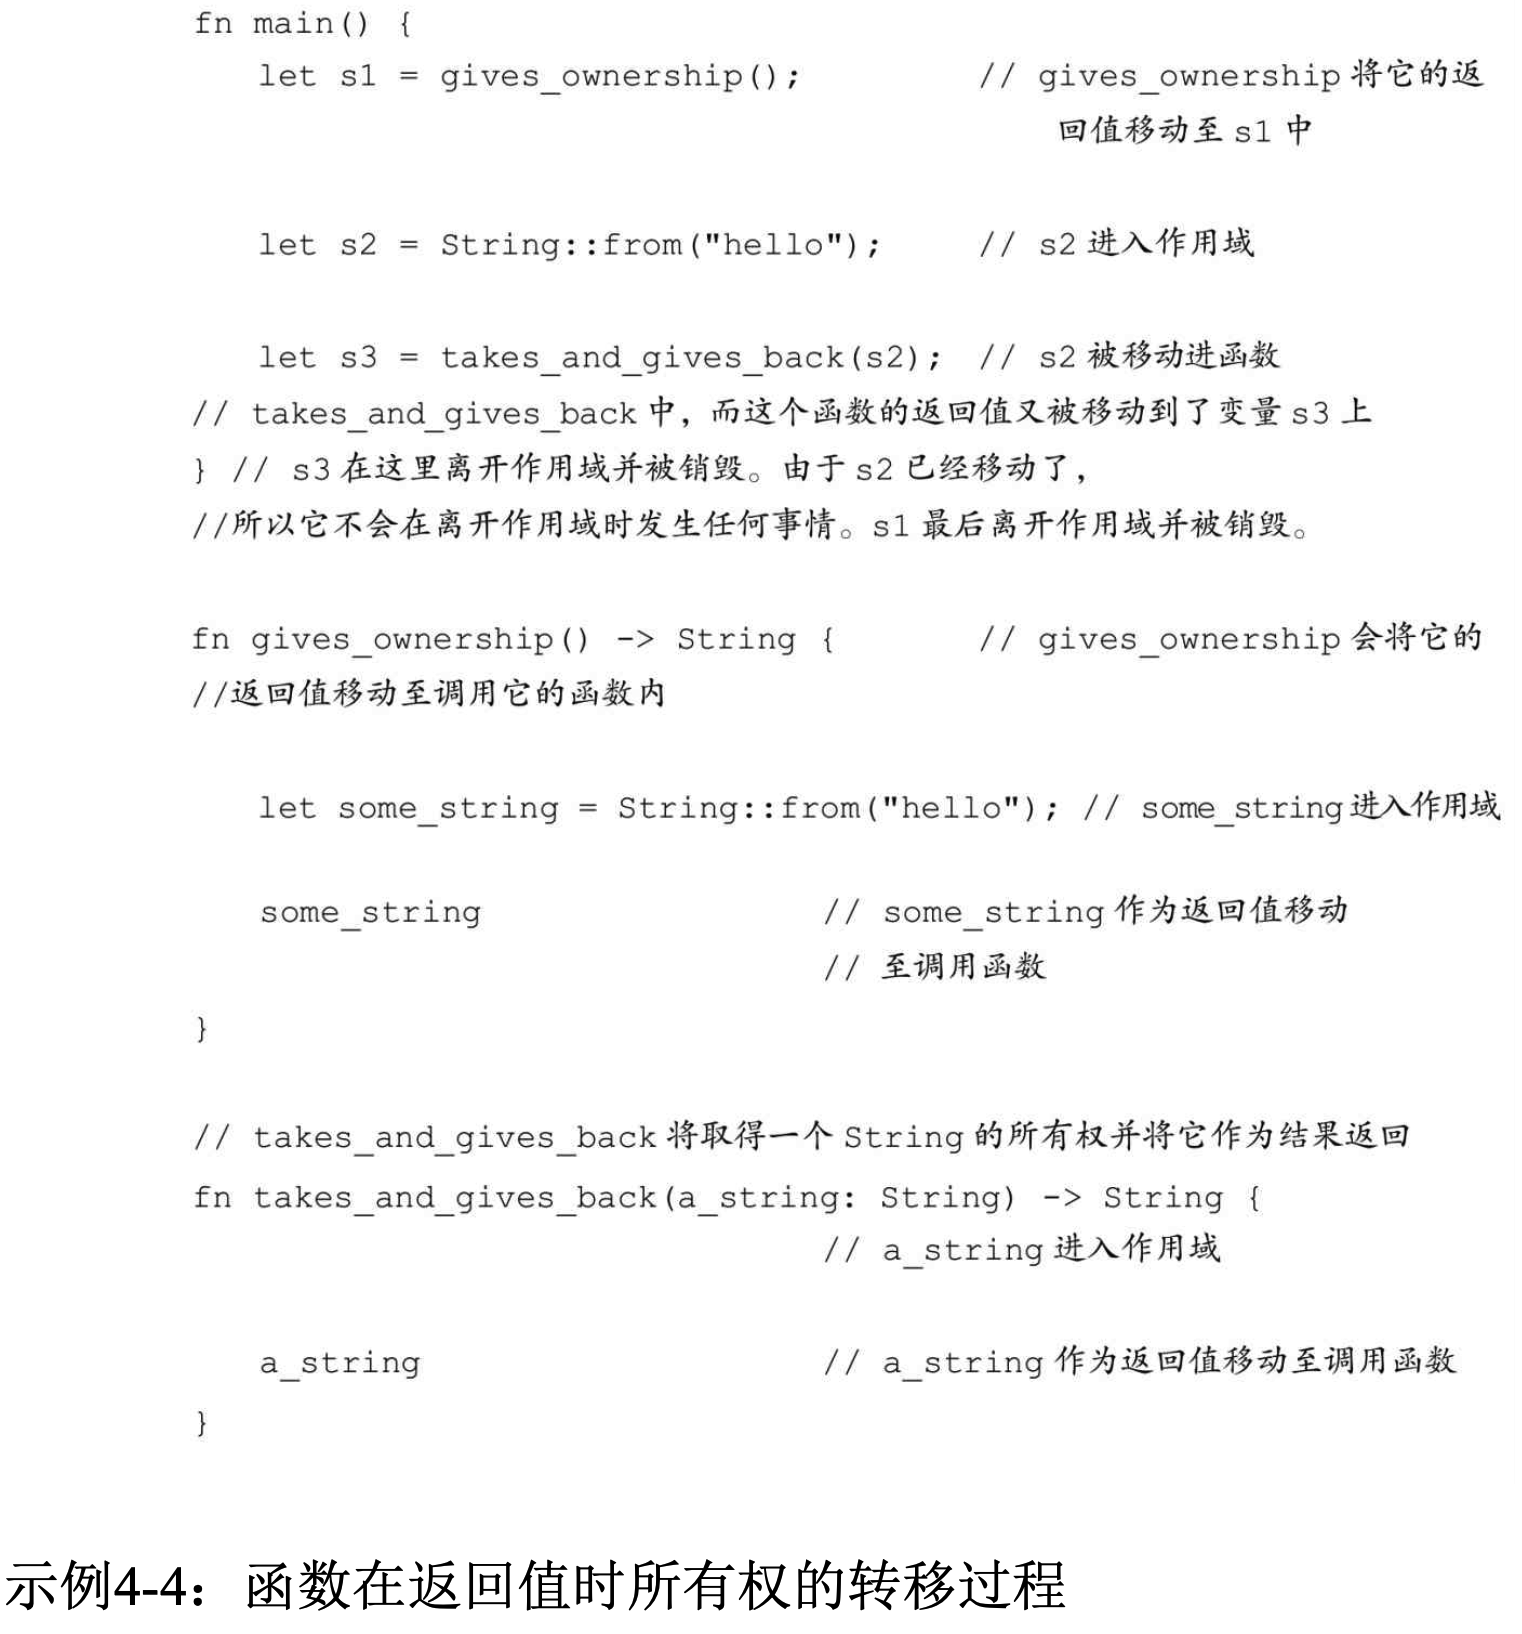 fn main() {
let s1 = gives_ownership(); // gives_ownership 将它的返
回值移动至 s1 中
let s2 = String::from("hello"); // s2 进入作用域
let s3 = takes_and_gives_back(s2); // s2 被移动进函数
// takes_and_gives_back 中，而这个函数的返回值又被移动到了变量 s3 上
} // s3 在这里离开作用域并被销毁。由于 s2 已经移动了，
//所以它不会在离开作用域时发生任何事情。s1 最后离开作用域并被销毁。
fn gives_ownership() -> String { // gives_ownership 会将它的
//返回值移动至调用它的函数内
let some_string = String::from("hello"); // some_string 进入作用域
some_string // some_string 作为返回值移动
// 至调用函数
}
// takes_and_gives_back 将取得一个 String 的所有权并将它作为结果返回
fn takes_and_gives_back(a_string: String) -> String {
// a_string 进入作用域
a_string // a_string 作为返回值移动至调用函数
}
示例4-4：函数在返回值时所有权的转移过程